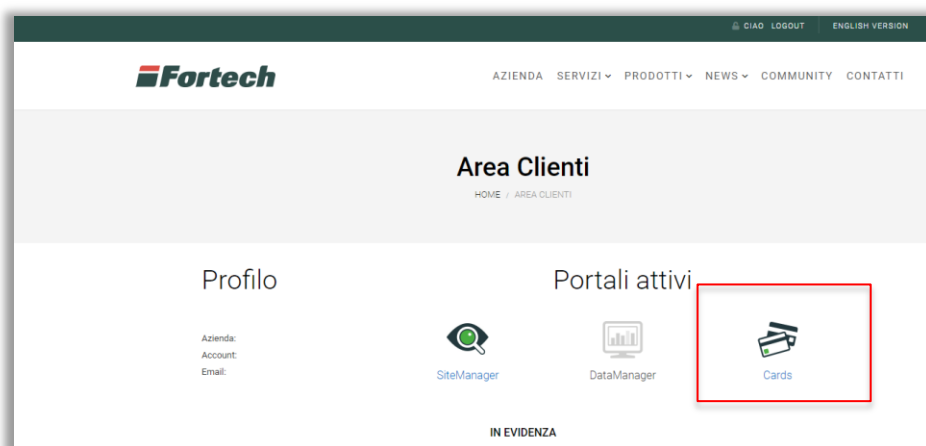 CIAO LOGOUT ENGLISH VERSION
Fortech
AZIENDA SERVIZI PRODOTTI NEWS COMMUNITY CONTATTI
Area Clienti
HOME / AREA CLIENTI
Profilo
Portali attivi
Azienda:
Account:
Email:
SiteManager
DataManager
Cards
IN EVIDENZA